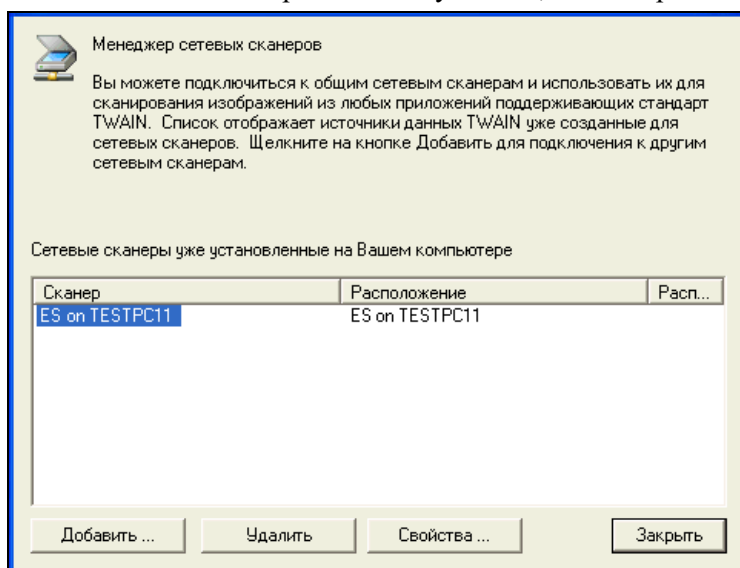 Менеджер сетевых сканеров
Вы можете подключиться к общим сетевым сканерам и использовать их для
сканирования изображений из любых приложений поддерживающих стандарт
TWAIN. Список отображает источники данных TWAIN уже созданные для
сетевых сканеров. Щелкните на кнопке Добавить для подключения к другим
сетевым сканерам.
Сетевые сканеры уже установленные на Вашем компьютере
Сканер Расположение Расп...
ES on TESTPC11 ES on TESTPC11
Добавить ... Удалить Свойства ... Закрыть